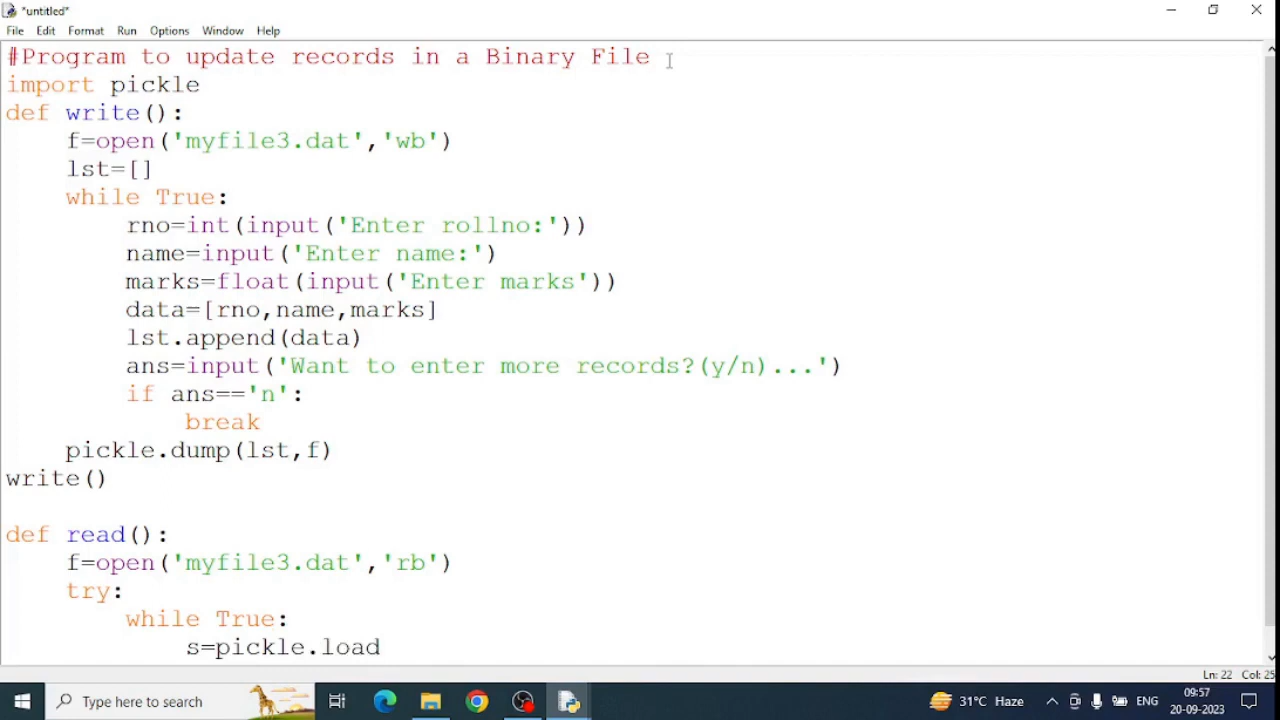 *untitled*
File Edit Format Run Options Window Help
#Program to update records in a Binary File
import pickle
def write():
    f=open('myfile3.dat','wb')
    lst=[]
    while True:
        rno=int(input('Enter rollno:'))
        name=input('Enter name:')
        marks=float(input('Enter marks'))
        data=[rno,name,marks]
        lst.append(data)
        ans=input('Want to enter more records?(y/n)...')
        if ans=='n':
            break
    pickle.dump(lst,f)
write()
def read():
    f=open('myfile3.dat','rb')
    try:
        while True:
            s=pickle.load
Ln: 22 Col: 25
Type here to search
31°C Haze
ENG
09:57
20-09-2023